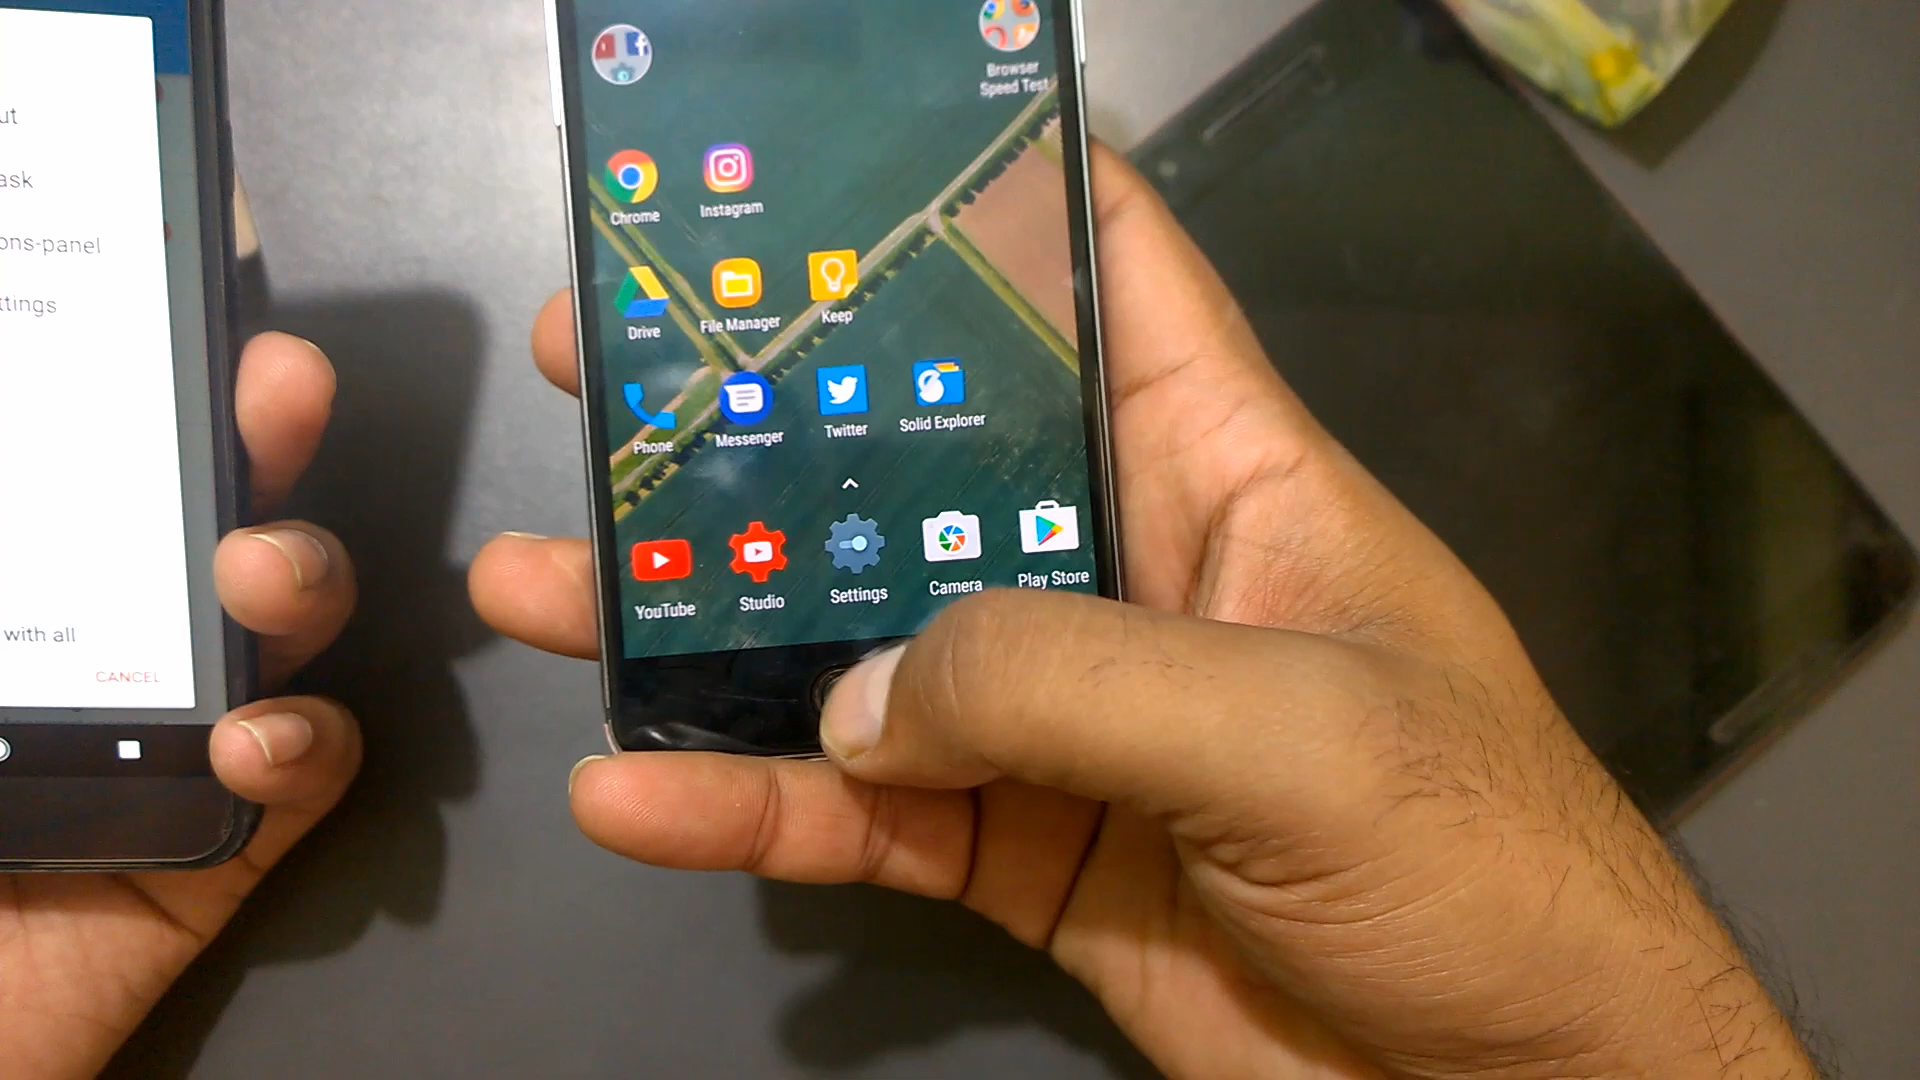 ut
ask
ons-panel
ttings
with all
CANCEL
Browser
Speed Test
Chrome
Instagram
Drive
File Manager
Keep
Phone
Messenger
Twitter
Solid Explorer
YouTube
Studio
Settings
Camera
Play Store